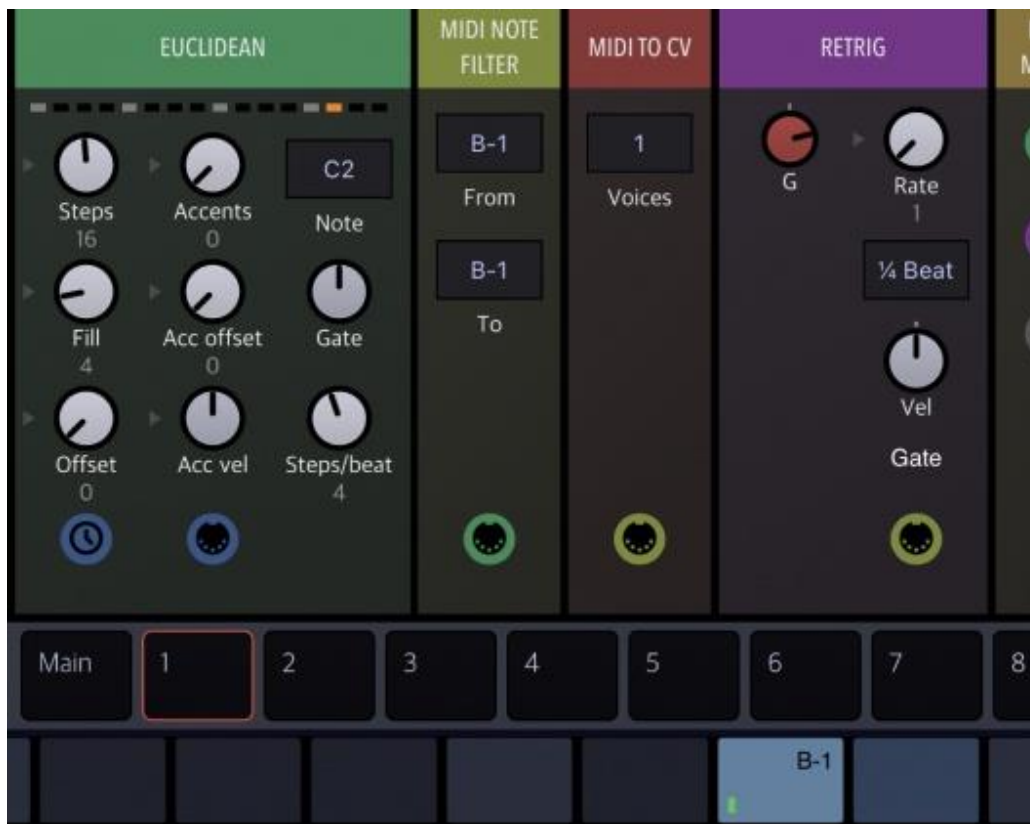 EUCLIDEAN
Steps
16
Accents
0
C2
Note
Fill
4
Acc offset
0
Gate
Offset
0
Acc vel
Steps/beat
4
MIDI NOTE
FILTER
B-1
From
B-1
To
MIDI TO CV
1
Voices
RETRIG
G
Rate
1
¼ Beat
Vel
Gate
Main
1
2
3
4
5
6
7
8
B-1